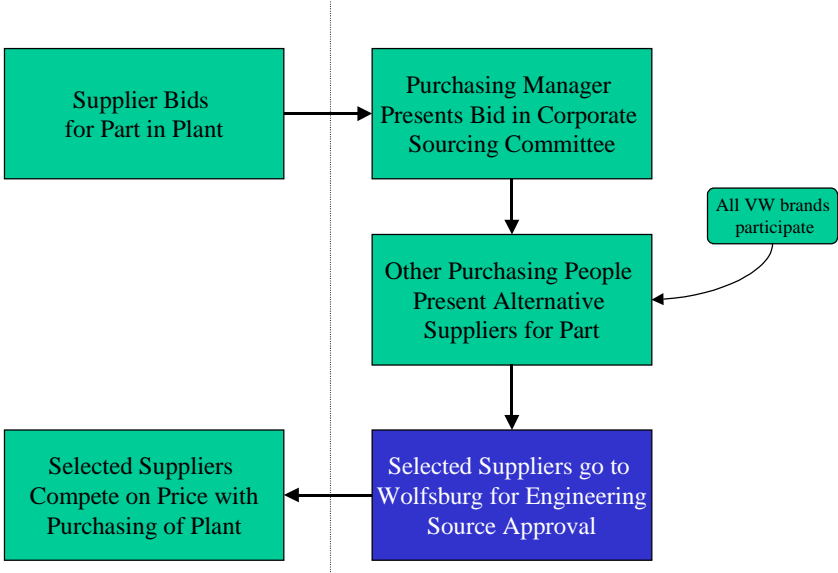 Supplier Bids
for Part in Plant
Purchasing Manager
Presents Bid in Corporate
Sourcing Committee
All VW brands
participate
Other Purchasing People
Present Alternative
Suppliers for Part
Selected Suppliers go to
Wolfsburg for Engineering
Source Approval
Selected Suppliers
Compete on Price with
Purchasing of Plant